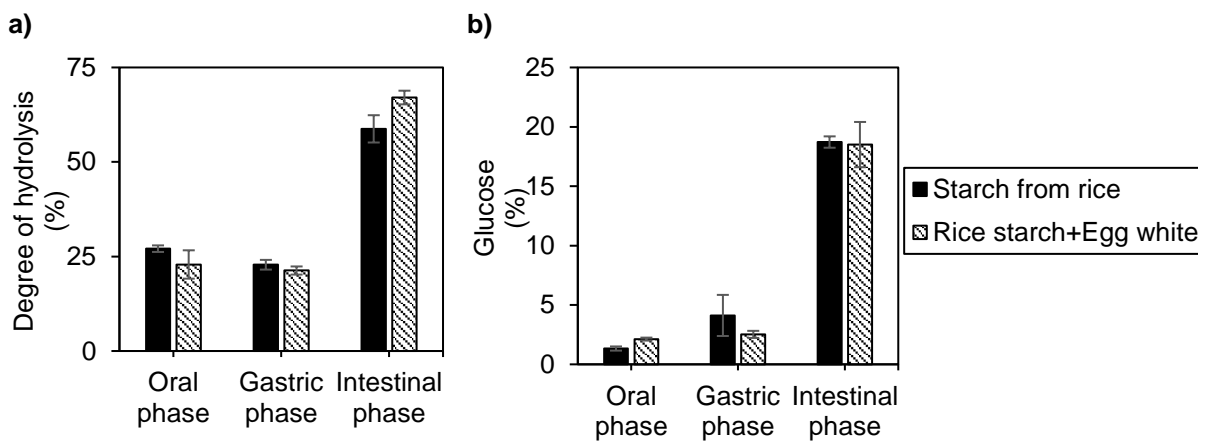 a)
Degree of hydrolysis
(%)
75
50
25
0
Oral
phase
Gastric
phase
Intestinal
phase
b)
Glucose
(%)
25
20
15
10
5
0
Oral
phase
Gastric
phase
Intestinal
phase
Starch from rice
Rice starch+Egg white